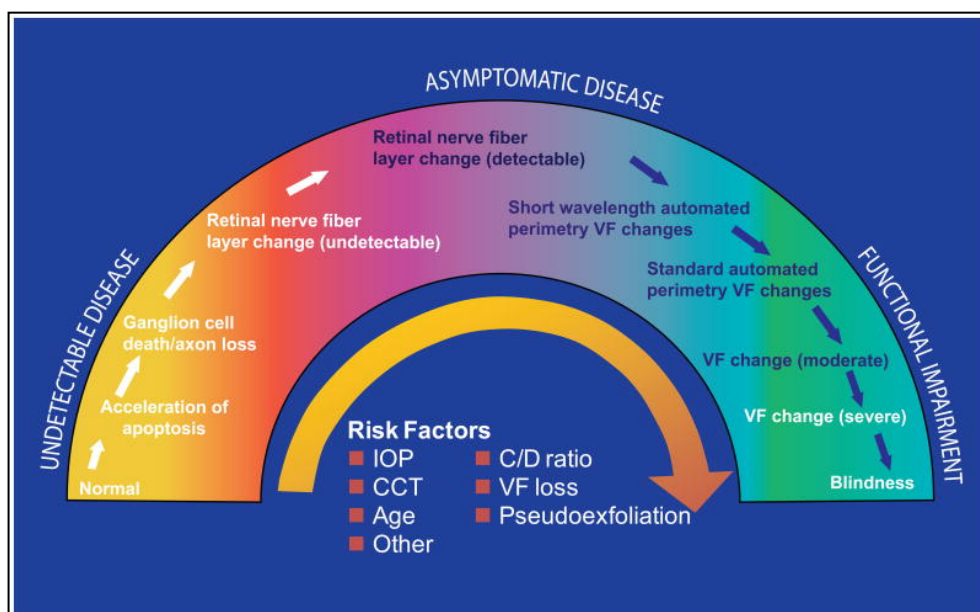 ASYMPTOMATIC DISEASE
UNDETECTABLE DISEASE
FUNCTIONAL IMPAIRMENT
Normal
Acceleration of
apoptosis
Ganglion cell
death/axon loss
Retinal nerve fiber
layer change (undetectable)
Retinal nerve fiber
layer change (detectable)
Short wavelength automated
perimetry VF changes
Standard automated
perimetry VF changes
VF change (moderate)
VF change (severe)
Blindness
Risk Factors
IOP
CCT
Age
Other
C/D ratio
VF loss
Pseudoexfoliation